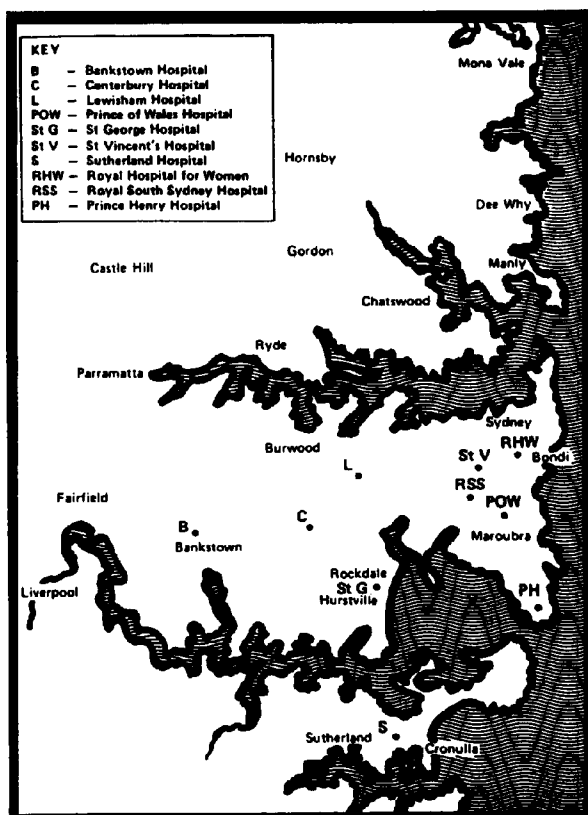 KEY
B – Bankstown Hospital
C – Canterbury Hospital
L – Lewisham Hospital
POW – Prince of Wales Hospital
St G – St George Hospital
St V – St Vincent's Hospital
S – Sutherland Hospital
RHW – Royal Hospital for Women
RSS – Royal South Sydney Hospital
PH – Prince Henry Hospital
Mona Vale
Hornsby
Dee Why
Gordon
Castle Hill
Manly
Chatswood
Ryde
Parramatta
Sydney
Burwood
RHW
St V
Bondi
L
RSS
Fairfield
POW
C
B
Maroubra
Bankstown
Rockdale
St G
Liverpool
Hurstville
PH
S
Sutherland
Cronulla